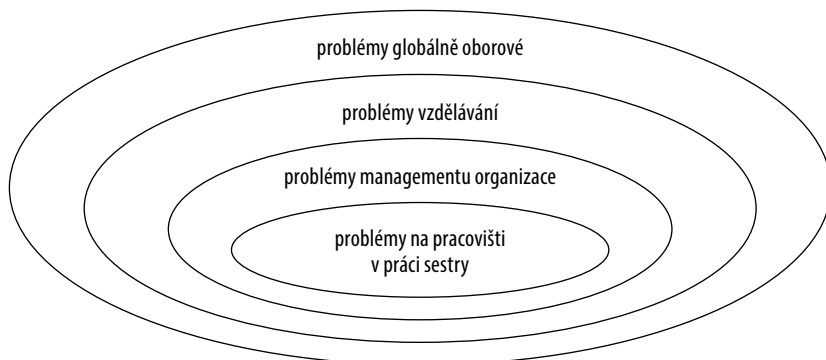 problémy globálně oborové
problémy vzdělávání
problémy managementu organizace
problémy na pracovišti
v práci sestry